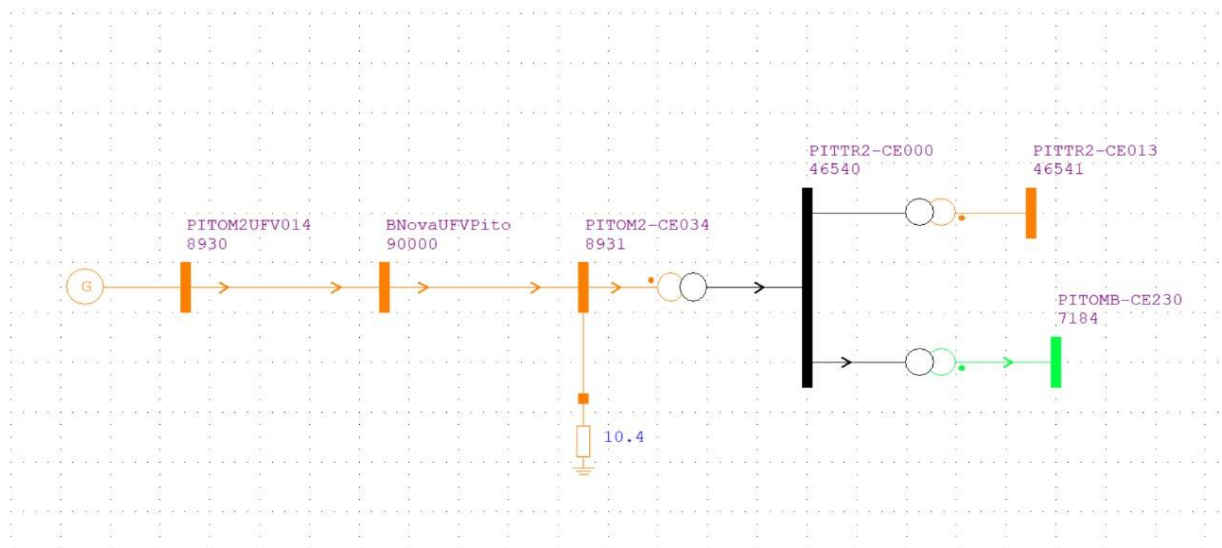 PITTR2-CE000
46540
PITTR2-CE013
46541
PITOM2UFV014
8930
BNovaUFVPito
90000
PITOM2-CE034
8931
G
PITOMB-CE230
7184
10.4